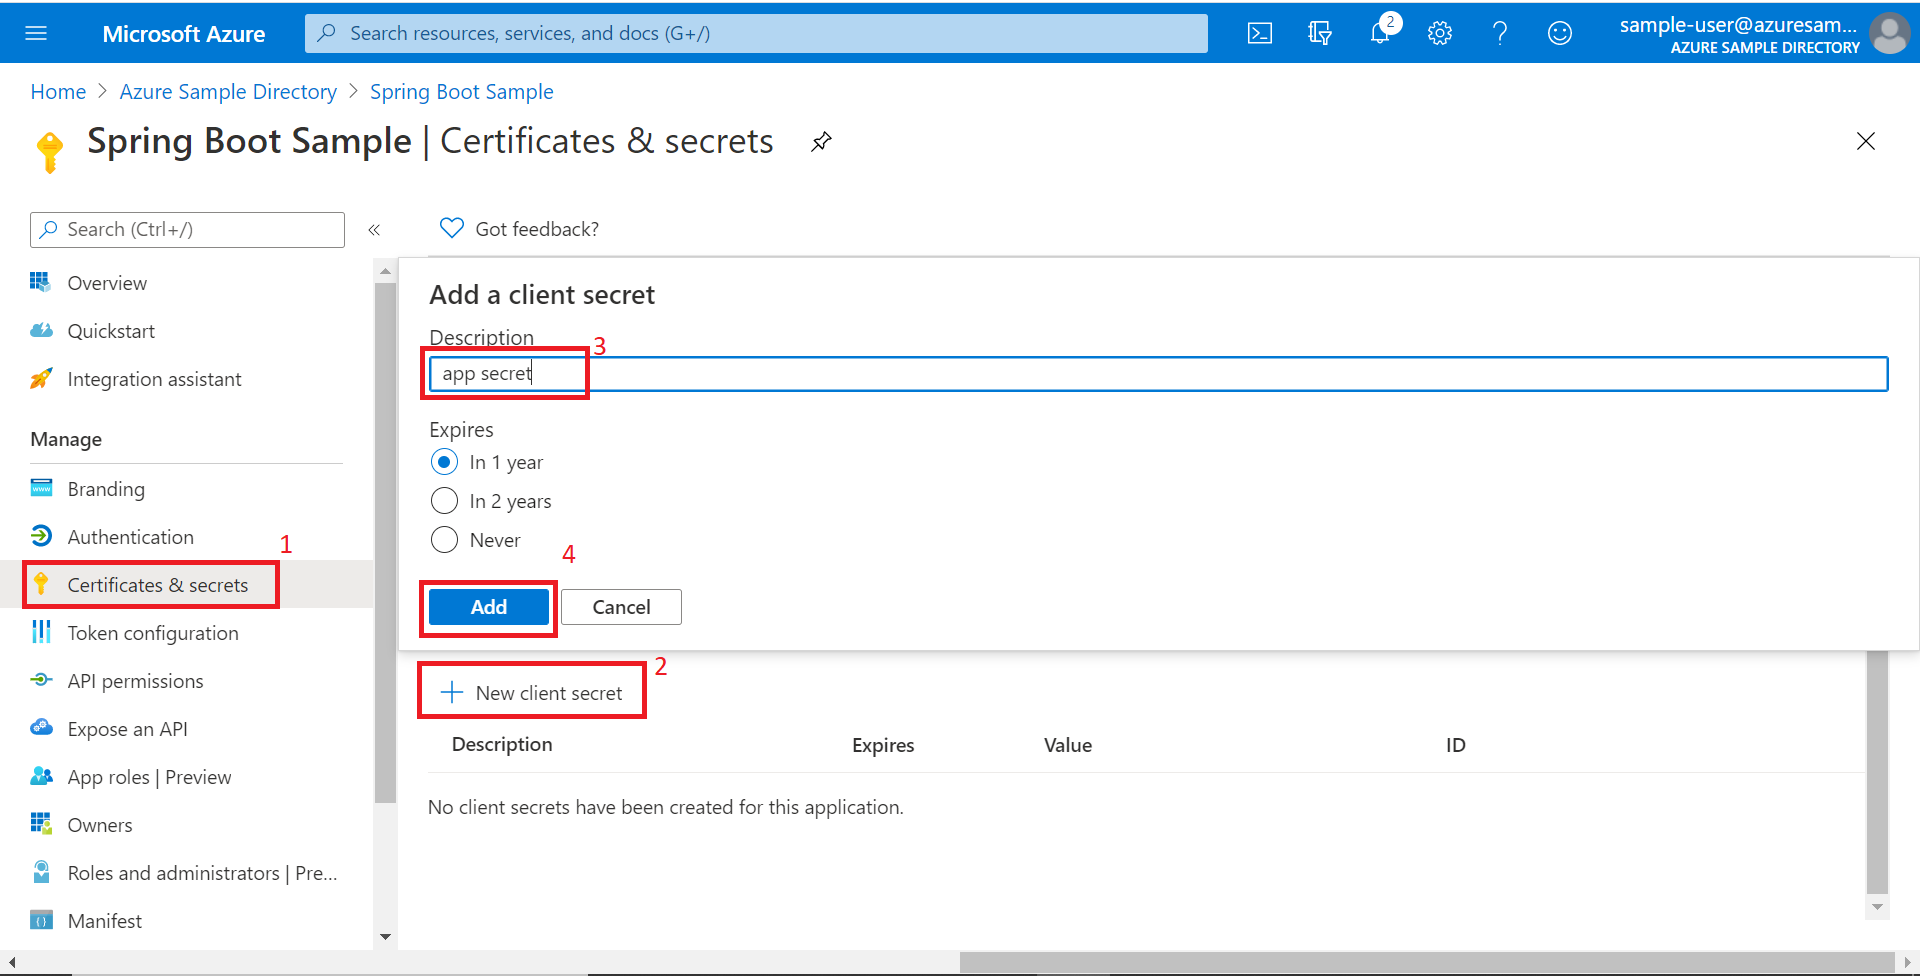 Microsoft Azure
Search resources, services, and docs (G+/)
2
sample-user@azuresam...
AZURE SAMPLE DIRECTORY
Home > Azure Sample Directory > Spring Boot Sample
Spring Boot Sample | Certificates & secrets
Search (Ctrl+/)
«
Got feedback?
Overview
Quickstart
Integration assistant
Manage
Branding
Authentication
1
Certificates & secrets
Token configuration
API permissions
Expose an API
App roles | Preview
Owners
Roles and administrators | Pre...
Manifest
Add a client secret
Description
3
app secret
Expires
In 1 year
In 2 years
Never
4
Add
Cancel
2
New client secret
Description Expires Value ID
No client secrets have been created for this application.